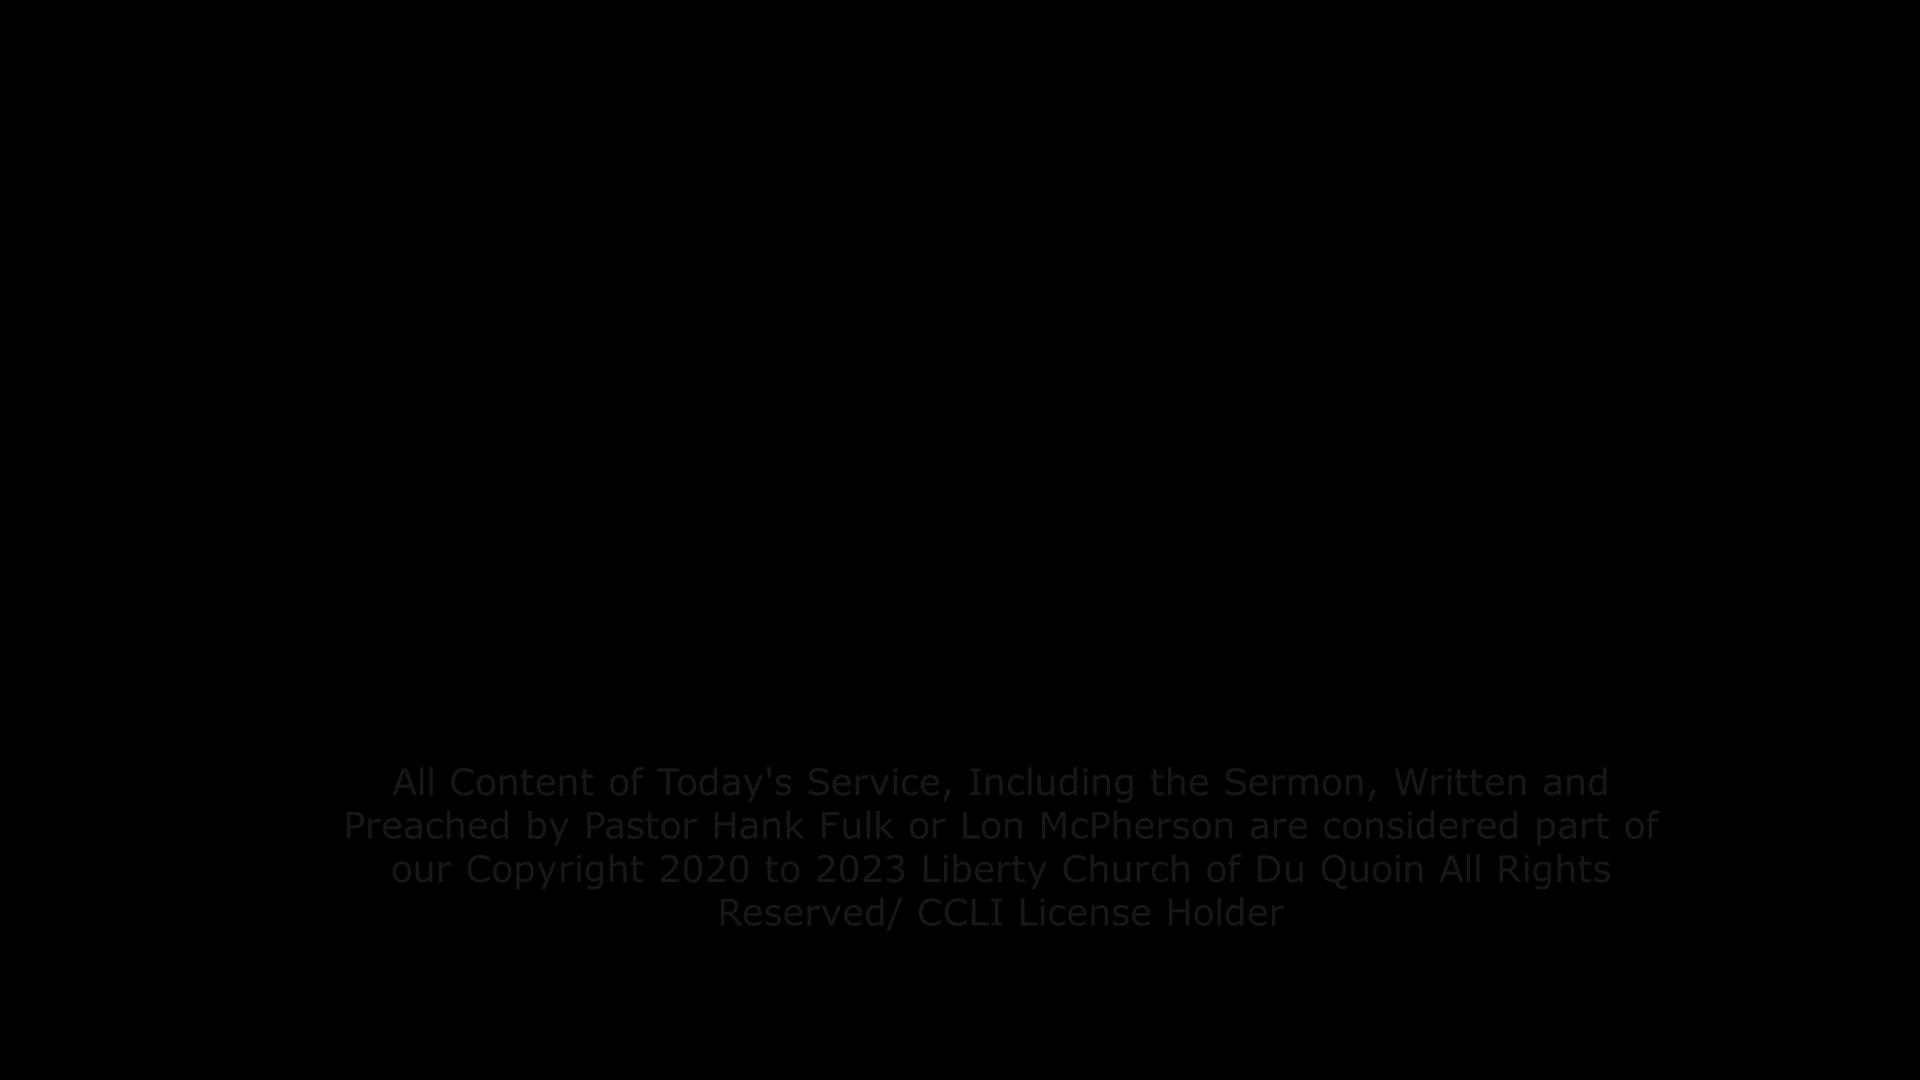 All Content of Today's Service, Including the Sermon, Written and
Preached by Pastor Hank Fulk or Lon McPherson are considered part of
our Copyright 2020 to 2023 Liberty Church of Du Quoin All Rights
Reserved/ CCLI License Holder